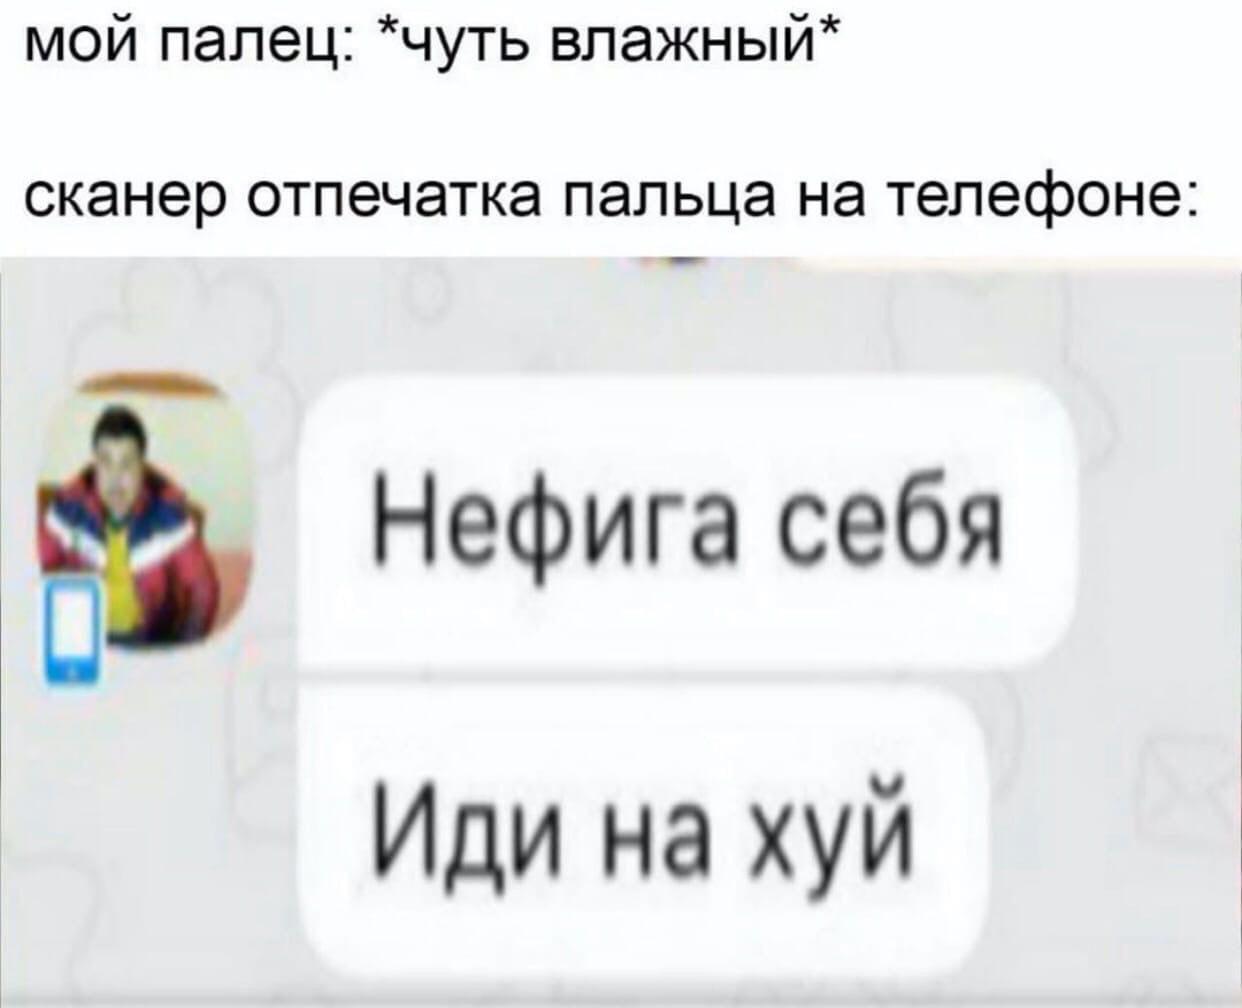 мой палец: *чуть влажный*
сканер отпечатка пальца на телефоне:
Нефига себя
Иди на хуй